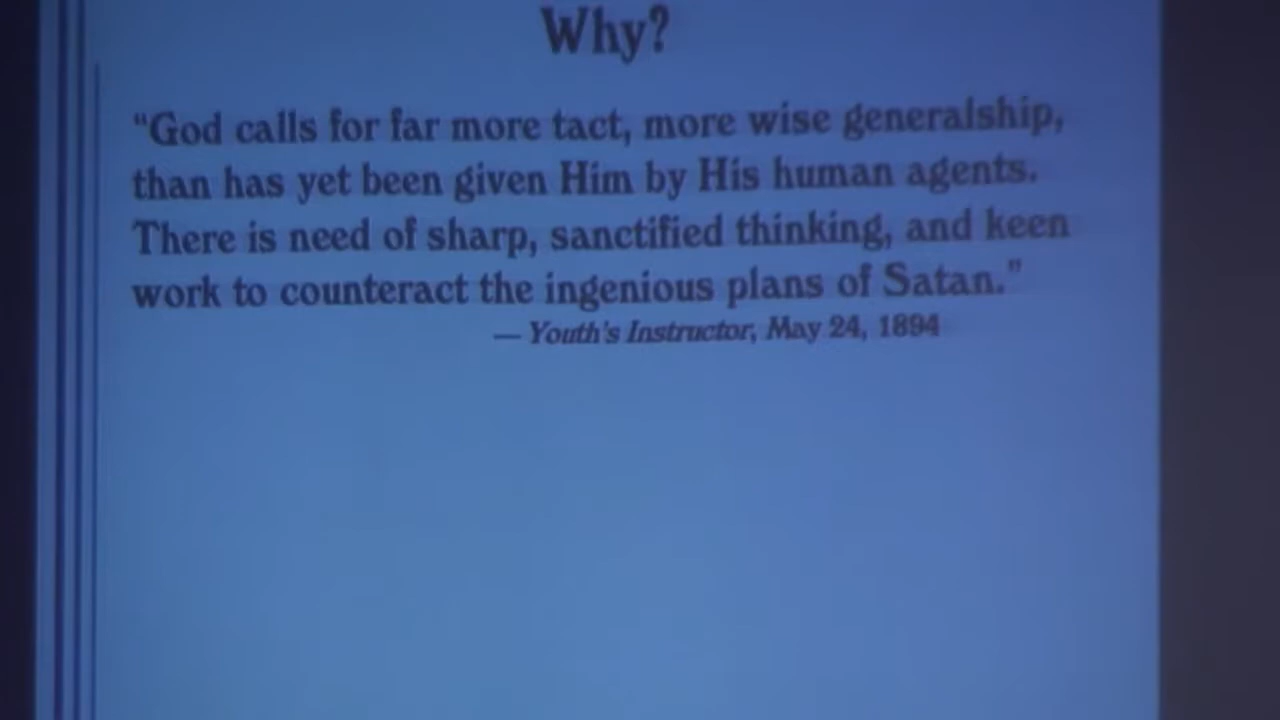 Why?
“God calls for far more tact, more wise generalship,
than has yet been given Him by His human agents.
There is need of sharp, sanctified thinking, and keen
work to counteract the ingenious plans of Satan.”
— Youth's Instructor, May 24, 1894